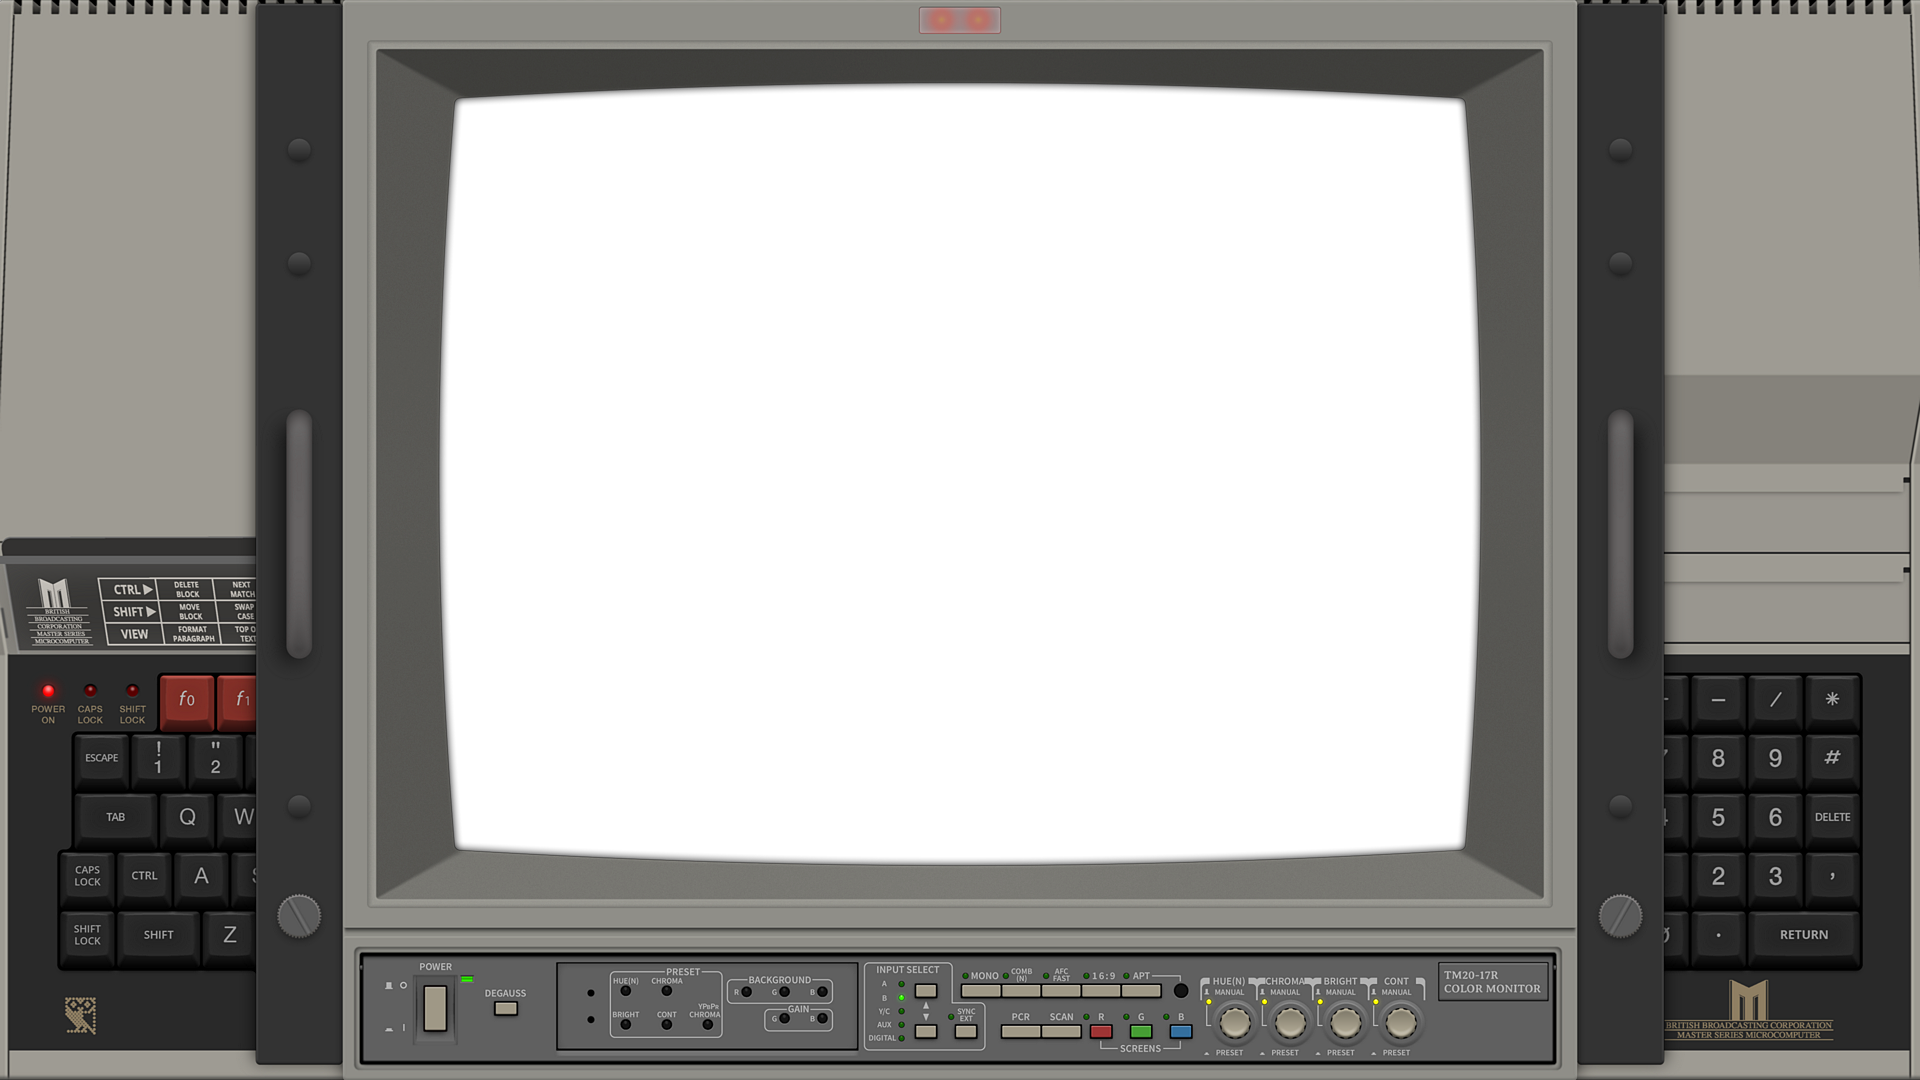 BRITISH
BROADCASTING
CORPORATION
MASTER SERIES
MICROCOMPUTER
CTRL
DELETE
BLOCK
NEXT
MATCH
SHIFT
MOVE
BLOCK
SWAP
CASE
VIEW
FORMAT
PARAGRAPH
TOP O
TEXT
POWER
ON
CAPS
LOCK
SHIFT
LOCK
f0
f1
ESCAPE
!
1
"
2
TAB
Q
W
CAPS
LOCK
CTRL
A
S
SHIFT
LOCK
SHIFT
Z
− / *
8 9 #
5 6 DELETE
2 3 ,
. RETURN
BRITISH BROADCASTING CORPORATION
MASTER SERIES MICROCOMPUTER
POWER
O
I
DEGAUSS
PRESET
HUE(N)
CHROMA
BRIGHT
CONT
YPBPR
CHROMA
BACKGROUND
R G B
GAIN
G B
INPUT SELECT
A
B
Y/C
AUX
DIGITAL
SYNC
EXT
MONO
COMB
(N)
AFC
FAST
16:9
APT
PCR
SCAN
R
G
B
SCREENS
HUE(N)
MANUAL
PRESET
CHROMA
MANUAL
PRESET
BRIGHT
MANUAL
PRESET
CONT
MANUAL
PRESET
TM20-17R
COLOR MONITOR